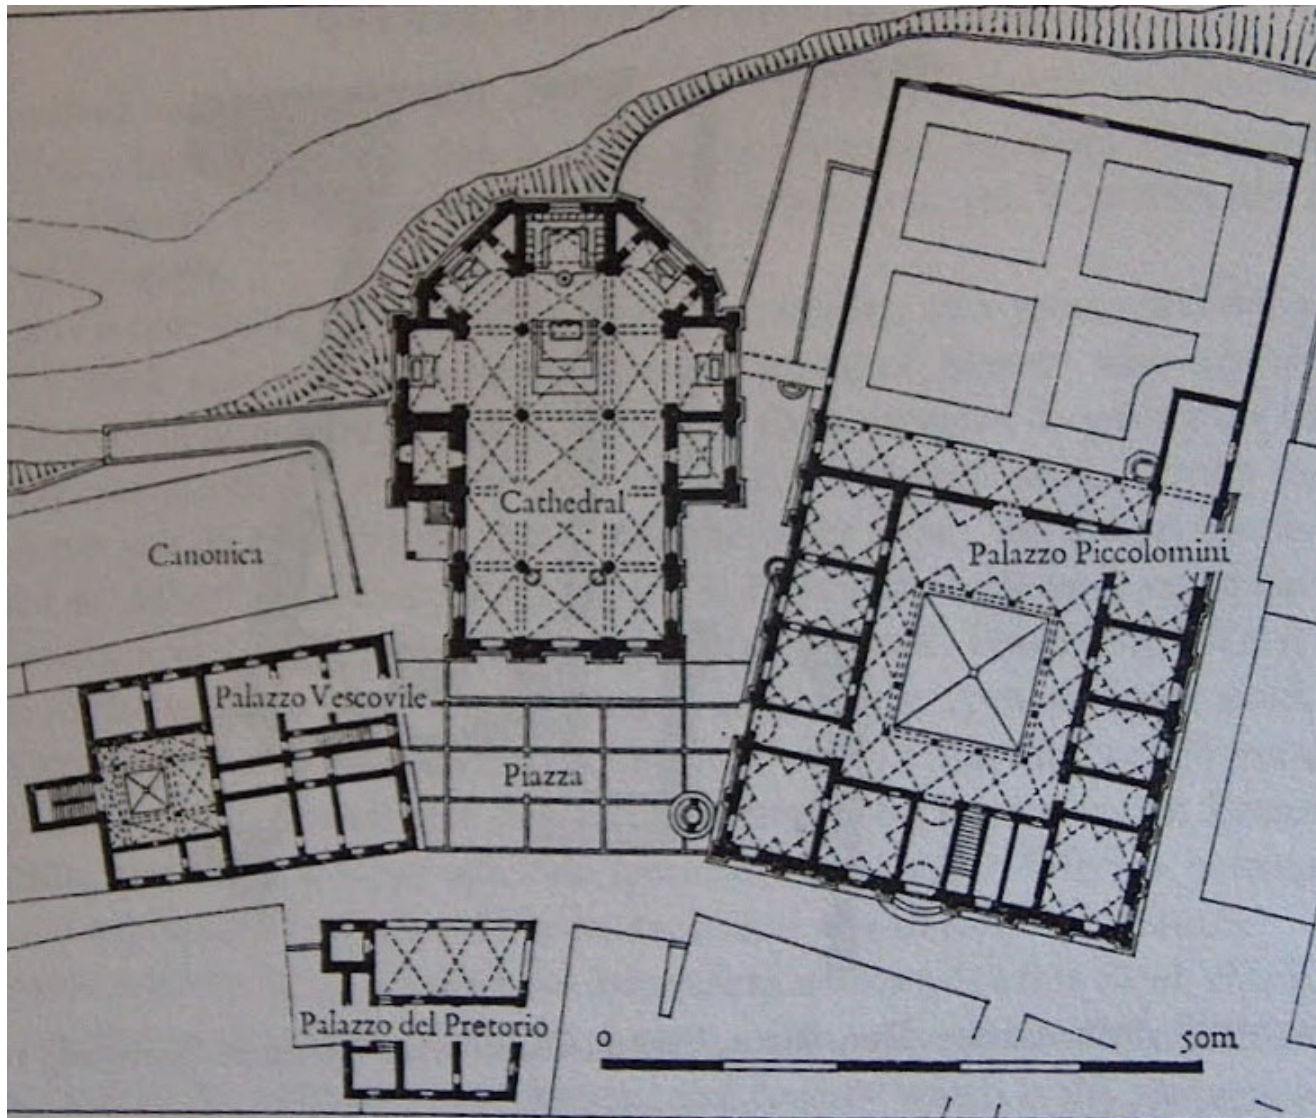 Cathedral
Canonica
Palazzo Piccolomini
Palazzo Vescovile
Piazza
Palazzo del Pretorio
0
50m